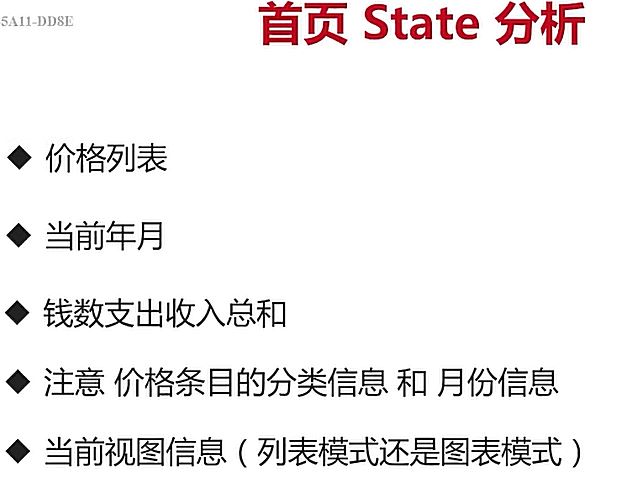 5A11-DD8E
首页 State 分析
◆ 价格列表
◆ 当前年月
◆ 钱数支出收入总和
◆ 注意 价格条目的分类信息 和 月份信息
◆ 当前视图信息（列表模式还是图表模式）